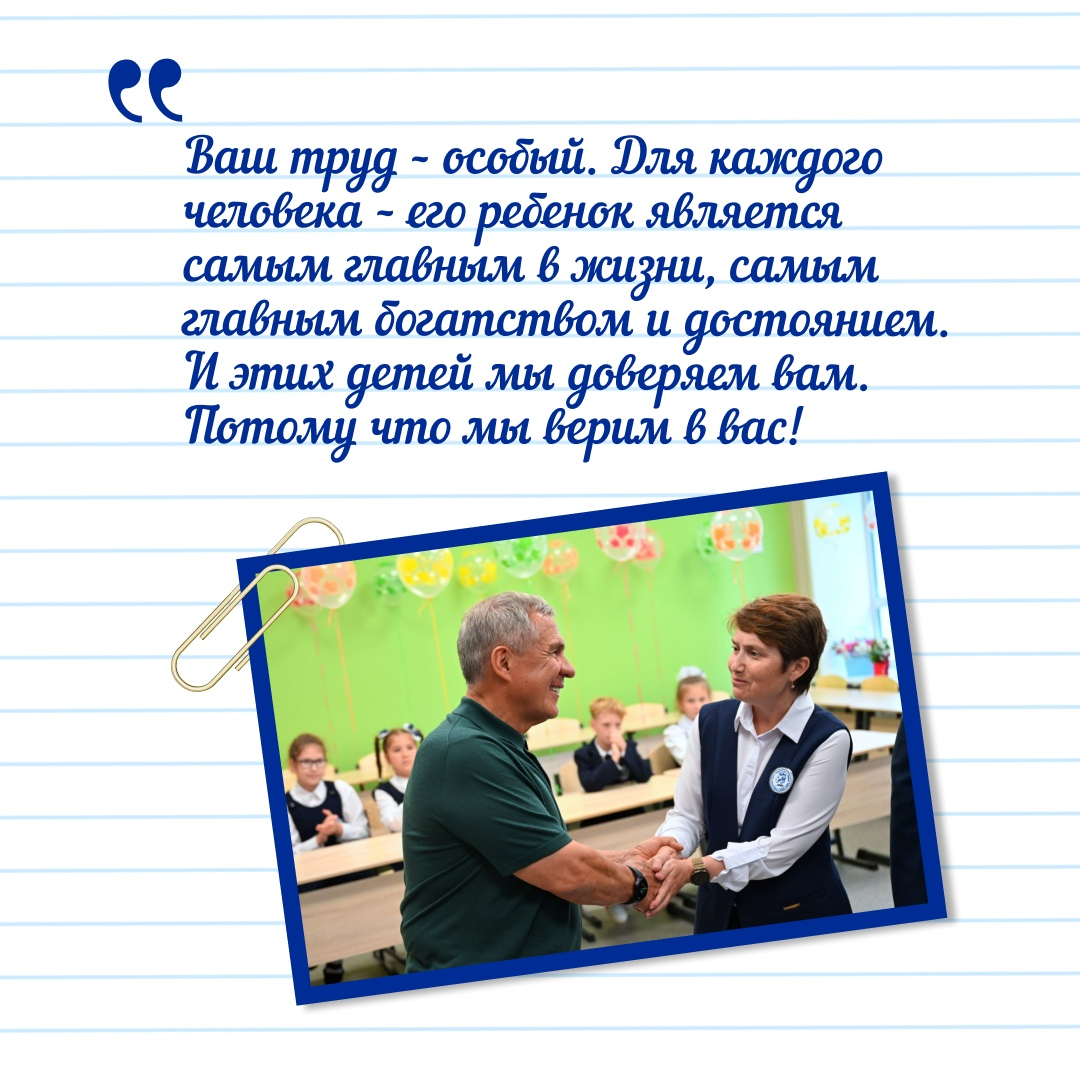 Ваш труд - особый. Для каждого
человека - его ребенок является
самым главным в жизни, самым
главным богатством и достоянием.
И этих детей мы доверяем вам.
Потому что мы верим в вас!